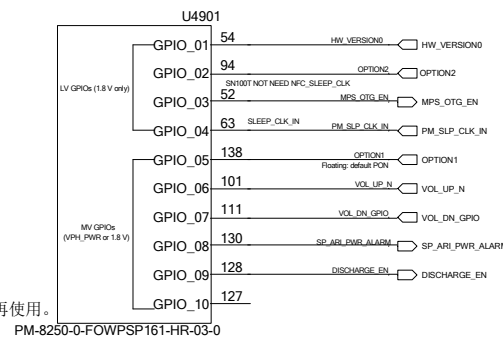 U4901
GPIO_01 54 HW_VERSION0 HW_VERSION0
GPIO_02 94 OPTION2 OPTION2
SN100T NOT NEED NFC_SLEEP_CLK
LV GPIOs (1.8 V only)
GPIO_03 52 MPS_OTG_EN MPS_OTG_EN
GPIO_04 63 SLEEP_CLK_IN PM_SLP_CLK_IN PM_SLP_CLK_IN
GPIO_05 138 OPTION1 OPTION1
Floating: default PON
GPIO_06 101 VOL_UP_N VOL_UP_N
GPIO_07 111 VOL_DN_GPIO VOL_DN_GPIO
MV GPIOs
(VPH_PWR or 1.8 V)
GPIO_08 130 SP_ARI_PWR_ALARM SP_ARI_PWR_ALARM
GPIO_09 128 DISCHARGE_EN DISCHARGE_EN
GPIO_10 127
再使用。
PM-8250-0-FOWPSP161-HR-03-0